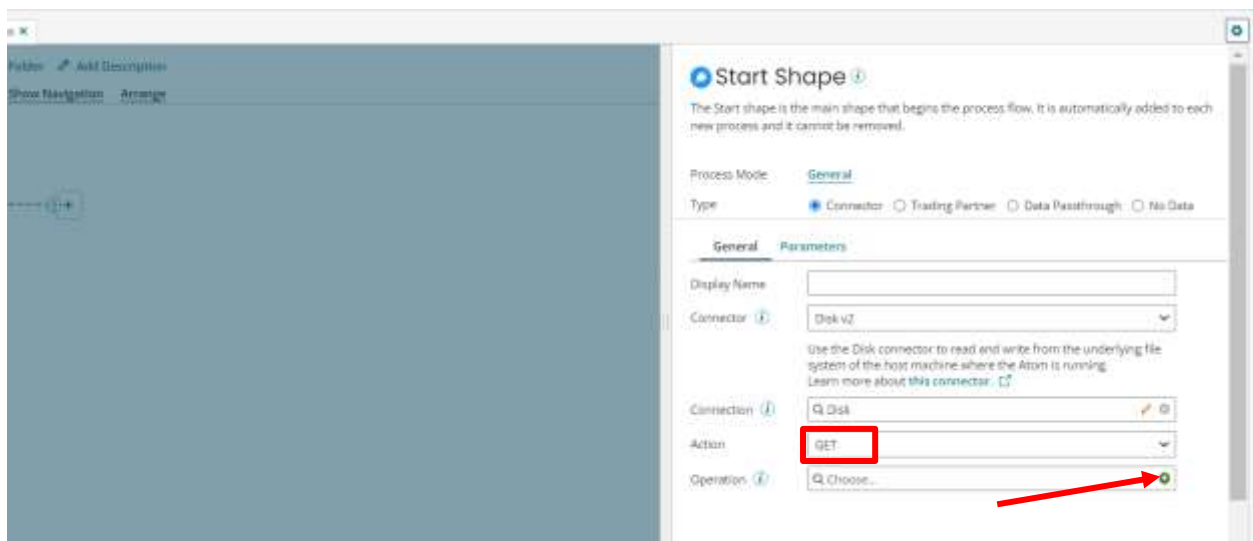 Folder Add Description
Show Navigation Arrange
Start Shape
The Start shape is the main shape that begins the process flow. It is automatically added to each
new process and it cannot be removed.
Process Mode General
Type Connector Trading Partner Data Passthrough No Data
General Parameters
Display Name
Connector Disk v2
Use the Disk connector to read and write from the underlying file
system of the host machine where the Atom is running.
Learn more about this connector.
Connection Disk
Action GET
Operation Choose...